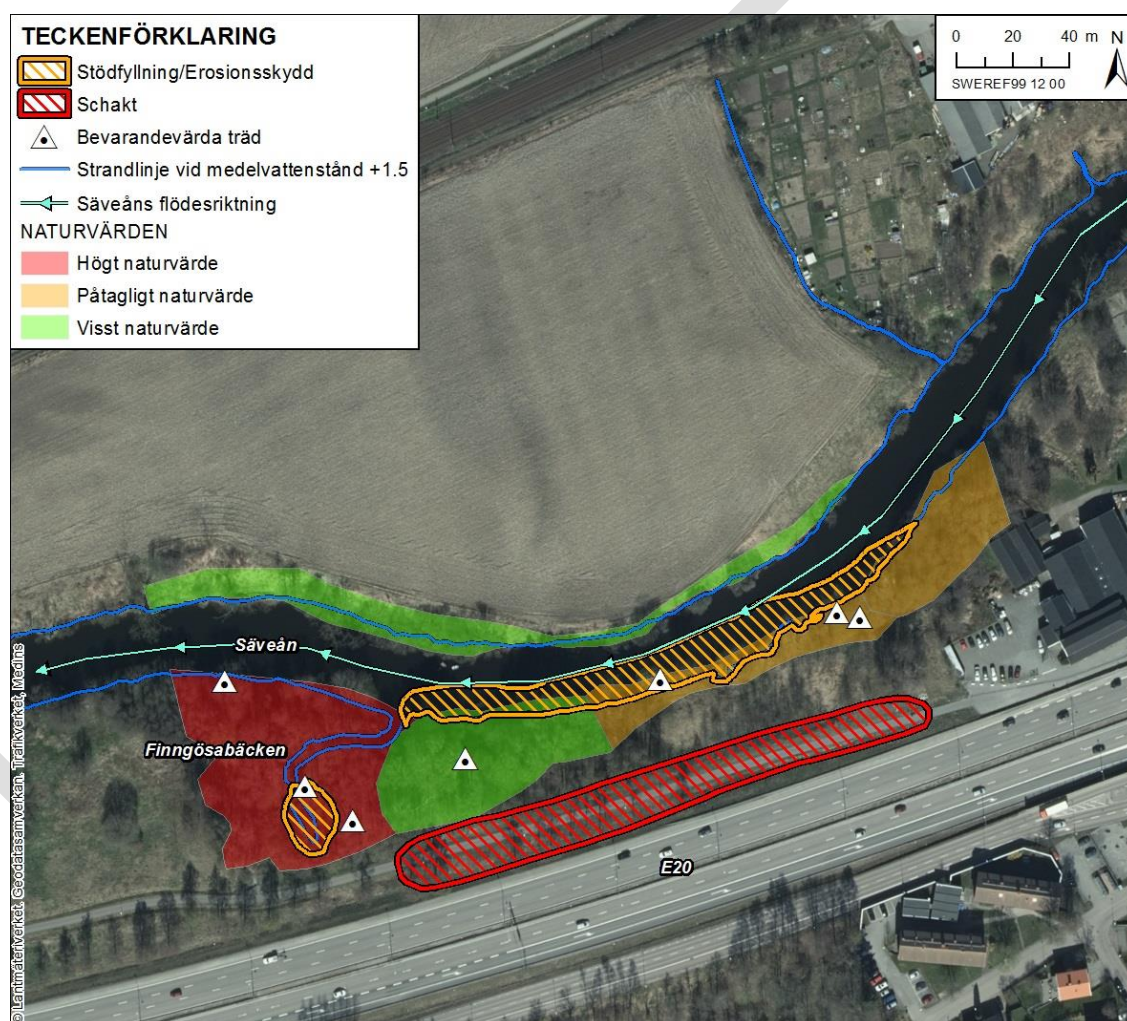 TECKENFÖRKLARING
Stödfyllning/Erosionsskydd
Schakt
Bevarandevärda träd
Strandlinje vid medelvattenstånd +1.5
Säveåns flödesriktning
NATURVÄRDEN
Högt naturvärde
Påtagligt naturvärde
Visst naturvärde
0 20 40 m N
SWEREF99 12 00
Säveån
Finngösabäcken
E20
© Lantmäteriverket, Geodatasamverkan, Trafikverket, Medins